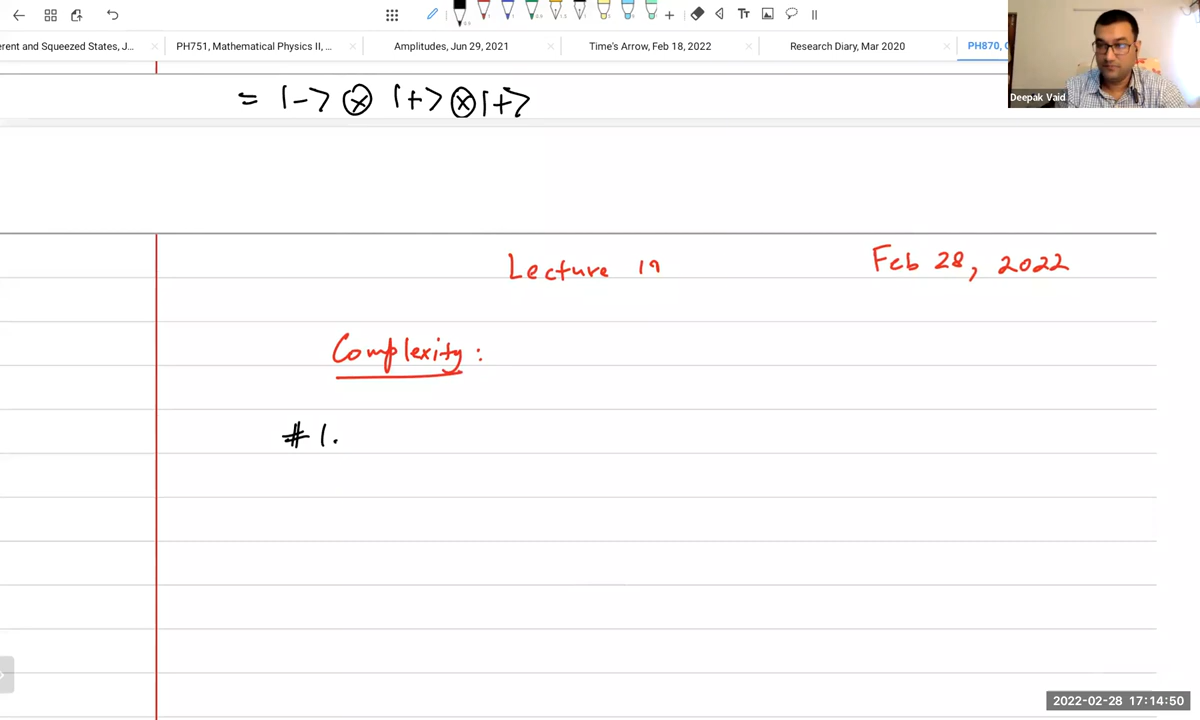 erent and Squeezed States, J... PH751, Mathematical Physics II, ... Amplitudes, Jun 29, 2021 Time's Arrow, Feb 18, 2022 Research Diary, Mar 2020 PH870,
Deepak Vaid
= |-> ⊗ |+> ⊗ |+>
Lecture 19 Feb 28, 2022
Complexity:
#1.
2022-02-28 17:14:50